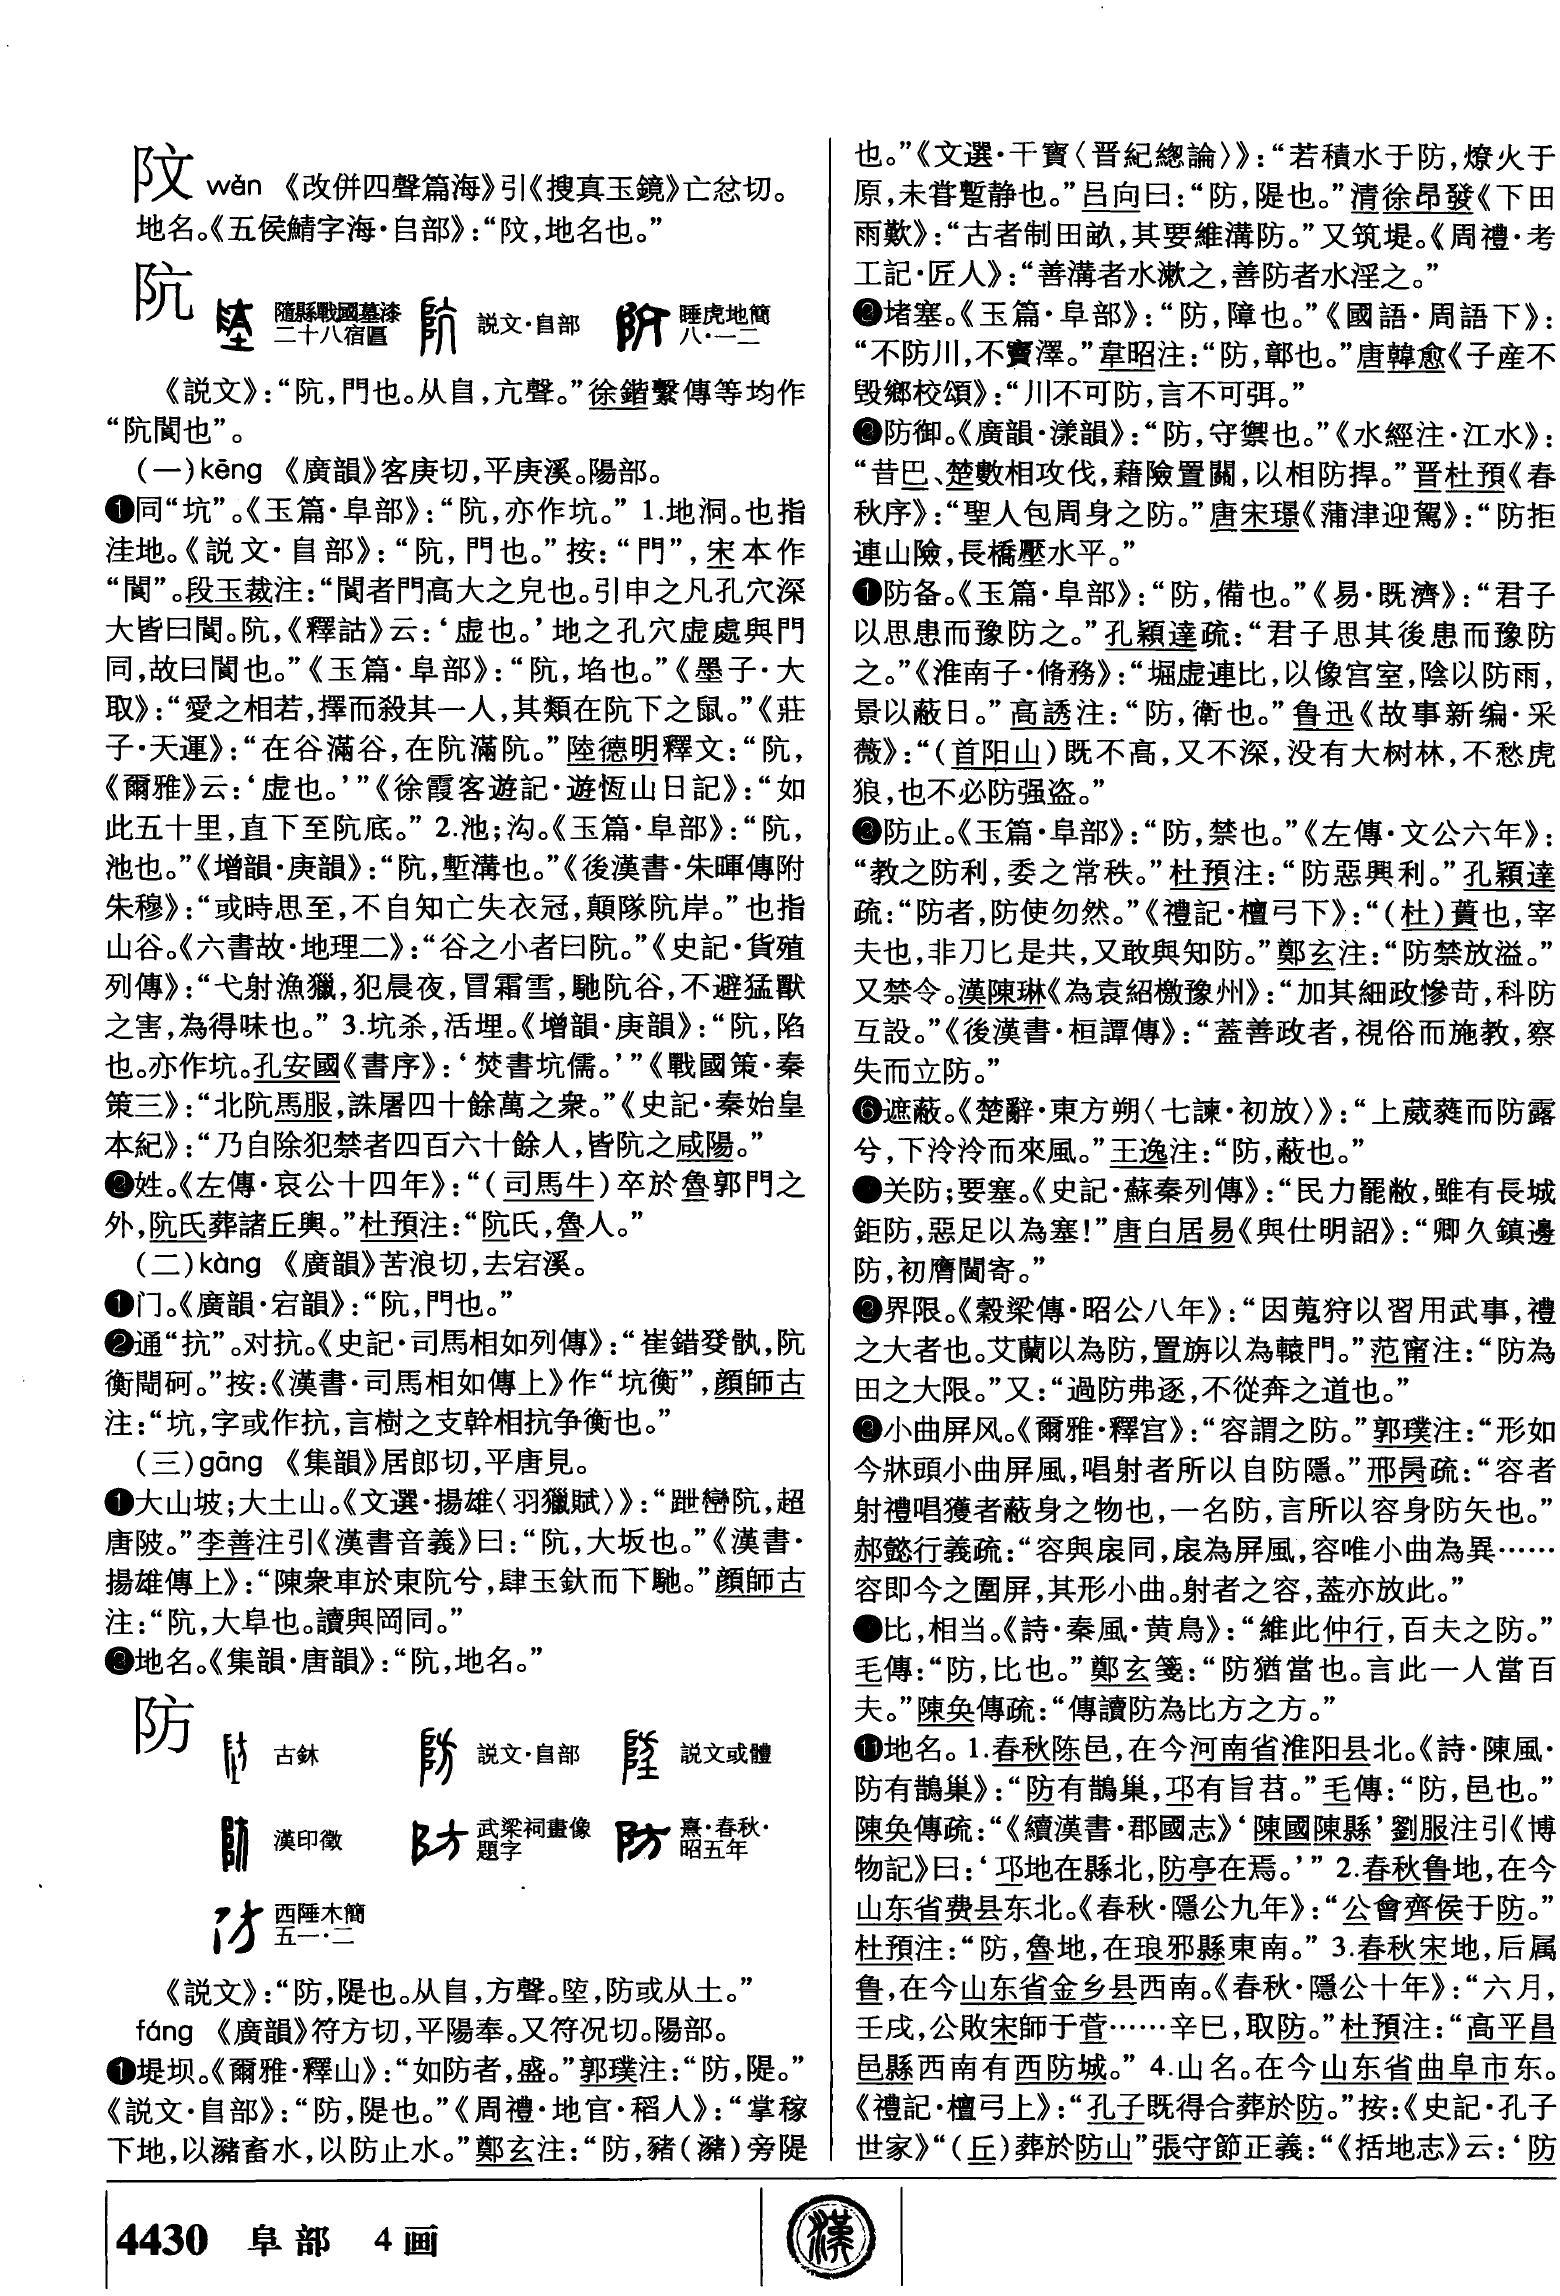 阺 wěn 《改併四聲篇海》引《搜真玉鏡》亡忿切。
地名。《五侯鯖字海·𨸏部》:“䧂,地名也。”
阬
隨縣戰國墓漆
二十八宿匫
説文·𨸏部
睡虎地簡
八·一二
《説文》:“阬,門也。从𨸏,亢聲。”徐鍇繫傳等均作
“阬閬也”。
(一)kēng 《廣韻》客庚切,平庚溪。陽部。
❶同“坑”。《玉篇·阜部》:“阬,亦作坑。” 1.地洞。也指
洼地。《説文·𨸏部》:“阬,門也。”按:“門”,宋本作
“閬”。段玉裁注:“閬者門高大之皃也。引申之凡孔穴深
大皆曰閬。阬,《釋詁》云:‘虚也。’地之孔穴虚處與門
同,故曰閬也。”《玉篇·阜部》:“阬,埳也。”《墨子·大
取》:“愛之相若,擇而殺其一人,其類在阬下之鼠。”《莊
子·天運》:“在谷滿谷,在阬滿阬。”陸德明釋文:“阬,
《爾雅》云:‘虚也。’”《徐霞客遊記·遊恆山日記》:“如
此五十里,直下至阬底。” 2.池;沟。《玉篇·阜部》:“阬,
池也。”《增韻·庚韻》:“阬,塹溝也。”《後漢書·朱暉傳附
朱穆》:“或時思至,不自知亡失衣冠,顛隊阬岸。”也指
山谷。《六書故·地理二》:“谷之小者曰阬。”《史記·貨殖
列傳》:“弋射漁獵,犯晨夜,冒霜雪,馳阬谷,不避猛獸
之害,為得味也。” 3.坑杀,活埋。《增韻·庚韻》:“阬,陷
也。亦作坑。孔安國《書序》:‘焚書坑儒。’”《戰國策·秦
策三》:“北阬馬服,誅屠四十餘萬之衆。”《史記·秦始皇
本紀》:“乃自除犯禁者四百六十餘人,皆阬之咸陽。”
❷姓。《左傳·哀公十四年》:“(司馬牛)卒於魯郭門之
外,阬氏葬諸丘輿。”杜預注:“阬氏,魯人。”
(二)kàng 《廣韻》苦浪切,去宕溪。
❶门。《廣韻·宕韻》:“阬,門也。”
❷通“抗”。对抗。《史記·司馬相如列傳》:“崔錯癹骫,阬
衡閜砢。”按:《漢書·司馬相如傳上》作“坑衡”,顔師古
注:“坑,字或作抗,言樹之支幹相抗争衡也。”
(三)gāng 《集韻》居郎切,平唐見。
❶大山坡;大土山。《文選·揚雄〈羽獵賦〉》:“跇巒阬,超
唐陂。”李善注引《漢書音義》曰:“阬,大坂也。”《漢書·
揚雄傳上》:“陳衆車於東阬兮,肆玉釱而下馳。”顔師古
注:“阬,大阜也。讀與岡同。”
❷地名。《集韻·唐韻》:“阬,地名。”
防
古鉥
説文·𨸏部
説文或體
漢印徵
武梁祠畫像
題字
熹·春秋·
昭五年
西陲木簡
五一·二
《説文》:“防,隄也。从𨸏,方聲。埅,防或从土。”
fáng 《廣韻》符方切,平陽奉。又符况切。陽部。
❶堤坝。《爾雅·釋山》:“如防者,盛。”郭璞注:“防,隄。”
《説文·𨸏部》:“防,隄也。”《周禮·地官·稻人》:“掌稼
下地,以瀦畜水,以防止水。”鄭玄注:“防,豬(瀦)旁隄
也。”《文選·干寶〈晋紀總論〉》:“若積水于防,燎火于
原,未甞蹔静也。”吕向曰:“防,隄也。”清徐昂發《下田
雨歎》:“古者制田畝,其要維溝防。”又筑堤。《周禮·考
工記·匠人》:“善溝者水漱之,善防者水淫之。”
❷堵塞。《玉篇·阜部》:“防,障也。”《國語·周語下》:
“不防川,不竇澤。”韋昭注:“防,鄣也。”唐韓愈《子産不
毁鄉校頌》:“川不可防,言不可弭。”
❸防御。《廣韻·漾韻》:“防,守禦也。”《水經注·江水》:
“昔巴、楚數相攻伐,藉險置關,以相防捍。”晋杜預《春
秋序》:“聖人包周身之防。”唐宋璟《蒲津迎駕》:“防拒
連山險,長橋壓水平。”
❹防备。《玉篇·阜部》:“防,備也。”《易·既濟》:“君子
以思患而豫防之。”孔穎達疏:“君子思其後患而豫防
之。”《淮南子·脩務》:“堀虚連比,以像宫室,陰以防雨,
景以蔽日。”高誘注:“防,衛也。”鲁迅《故事新编·采
薇》:“(首阳山)既不高,又不深,没有大树林,不愁虎
狼,也不必防强盗。”
❺防止。《玉篇·阜部》:“防,禁也。”《左傳·文公六年》:
“教之防利,委之常秩。”杜預注:“防惡興利。”孔穎達
疏:“防者,防使勿然。”《禮記·檀弓下》:“(杜)蕢也,宰
夫也,非刀匕是共,又敢與知防。”鄭玄注:“防禁放溢。”
又禁令。漢陳琳《為袁紹檄豫州》:“加其細政慘苛,科防
互設。”《後漢書·桓譚傳》:“蓋善政者,視俗而施教,察
失而立防。”
❻遮蔽。《楚辭·東方朔〈七諫·初放〉》:“上葳蕤而防露
兮,下泠泠而來風。”王逸注:“防,蔽也。”
❼关防;要塞。《史記·蘇秦列傳》:“民力罷敝,雖有長城
鉅防,惡足以為塞!”唐白居易《與仕明詔》:“卿久鎮邊
防,初膺閫寄。”
❽界限。《穀梁傳·昭公八年》:“因蒐狩以習用武事,禮
之大者也。艾蘭以為防,置旃以為轅門。”范甯注:“防為
田之大限。”又:“過防弗逐,不從奔之道也。”
❾小曲屏风。《爾雅·釋宫》:“容謂之防。”郭璞注:“形如
今牀頭小曲屏風,唱射者所以自防隱。”邢昺疏:“容者
射禮唱獲者蔽身之物也,一名防,言所以容身防矢也。”
郝懿行義疏:“容與扆同,扆為屏風,容唯小曲為異……
容即今之圍屏,其形小曲。射者之容,葢亦放此。”
❿比,相当。《詩·秦風·黄鳥》:“維此仲行,百夫之防。”
毛傳:“防,比也。”鄭玄箋:“防猶當也。言此一人當百
夫。”陳奂傳疏:“傳讀防為比方之方。”
⓫地名。 1.春秋陈邑,在今河南省淮阳县北。《詩·陳風·
防有鵲巢》:“防有鵲巢,邛有旨苕。”毛傳:“防,邑也。”
陳奂傳疏:“《續漢書·郡國志》‘陳國陳縣’劉服注引《博
物記》曰:‘邛地在縣北,防亭在焉。’” 2.春秋鲁地,在今
山东省费县东北。《春秋·隱公九年》:“公會齊侯于防。”
杜預注:“防,魯地,在琅邪縣東南。” 3.春秋宋地,后属
鲁,在今山东省金乡县西南。《春秋·隱公十年》:“六月,
壬戌,公敗宋師于菅……辛巳,取防。”杜預注:“高平昌
邑縣西南有西防城。” 4.山名。在今山东省曲阜市东。
《禮記·檀弓上》:“孔子既得合葬於防。”按:《史記·孔子
世家》“(丘)葬於防山”張守節正義:“《括地志》云:‘防
4430 阜部 4画
漢